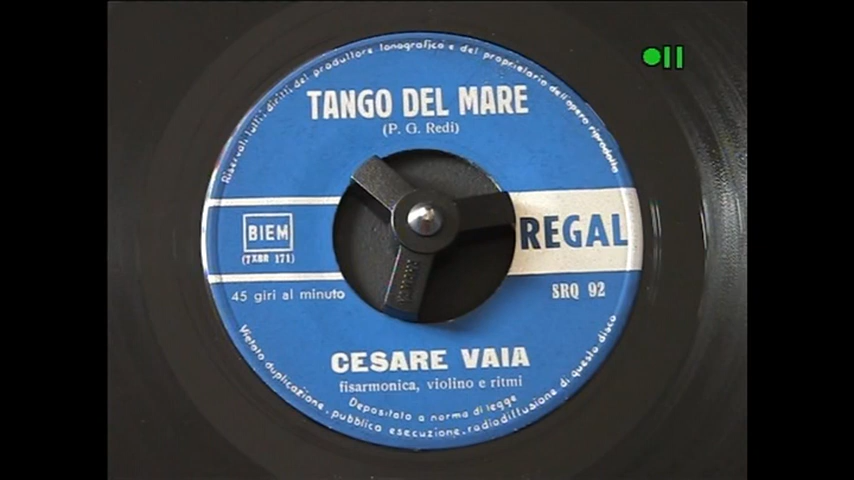 Riservati tutti i diritti del produttore fonografico e del proprietario dell'opera riprodotta
TANGO DEL MARE
(P. G. Redi)
BIEM
(7XBR 171)
REGAL
45 giri al minuto
SRQ 92
CESARE VAIA
fisarmonica, violino e ritmi
Depositato a norma di legge
Vietata duplicazione, pubblica esecuzione, radiodiffusione di questo disco